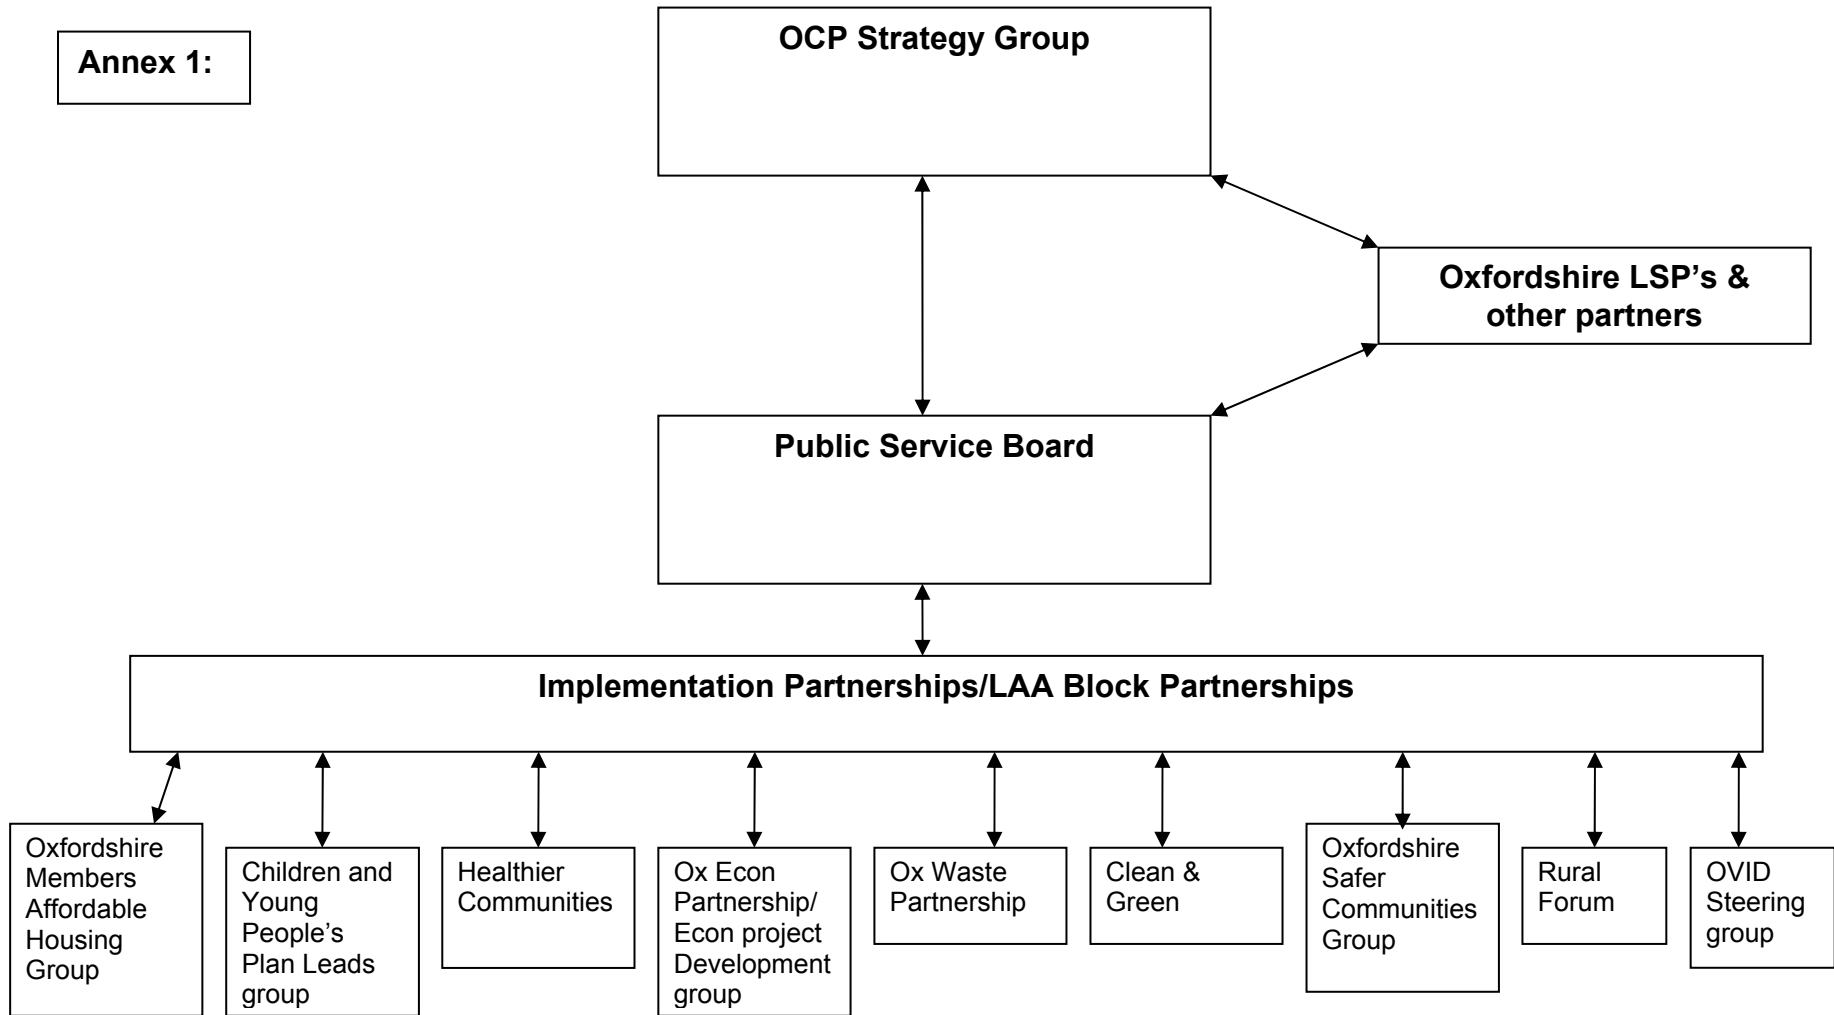 Annex 1:
OCP Strategy Group
Oxfordshire LSP’s &
other partners
Public Service Board
Implementation Partnerships/LAA Block Partnerships
Oxfordshire
Members
Affordable
Housing
Group
Children and
Young
People’s
Plan Leads
group
Healthier
Communities
Ox Econ
Partnership/
Econ project
Development
group
Ox Waste
Partnership
Clean &
Green
Oxfordshire
Safer
Communities
Group
Rural
Forum
OVID
Steering
group